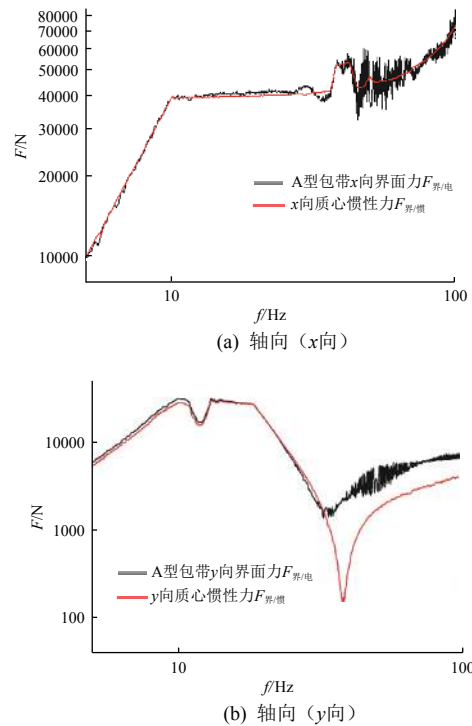 80000
70000
60000
50000
40000
30000
20000
10000
F/N
A型包带x向界面力F界/电
x向质心惯性力F界/惯
10
100
f/Hz
(a) 轴向（x向）
10000
1000
100
F/N
A型包带y向界面力F界/电
y向质心惯性力F界/惯
10
100
f/Hz
(b) 轴向（y向）